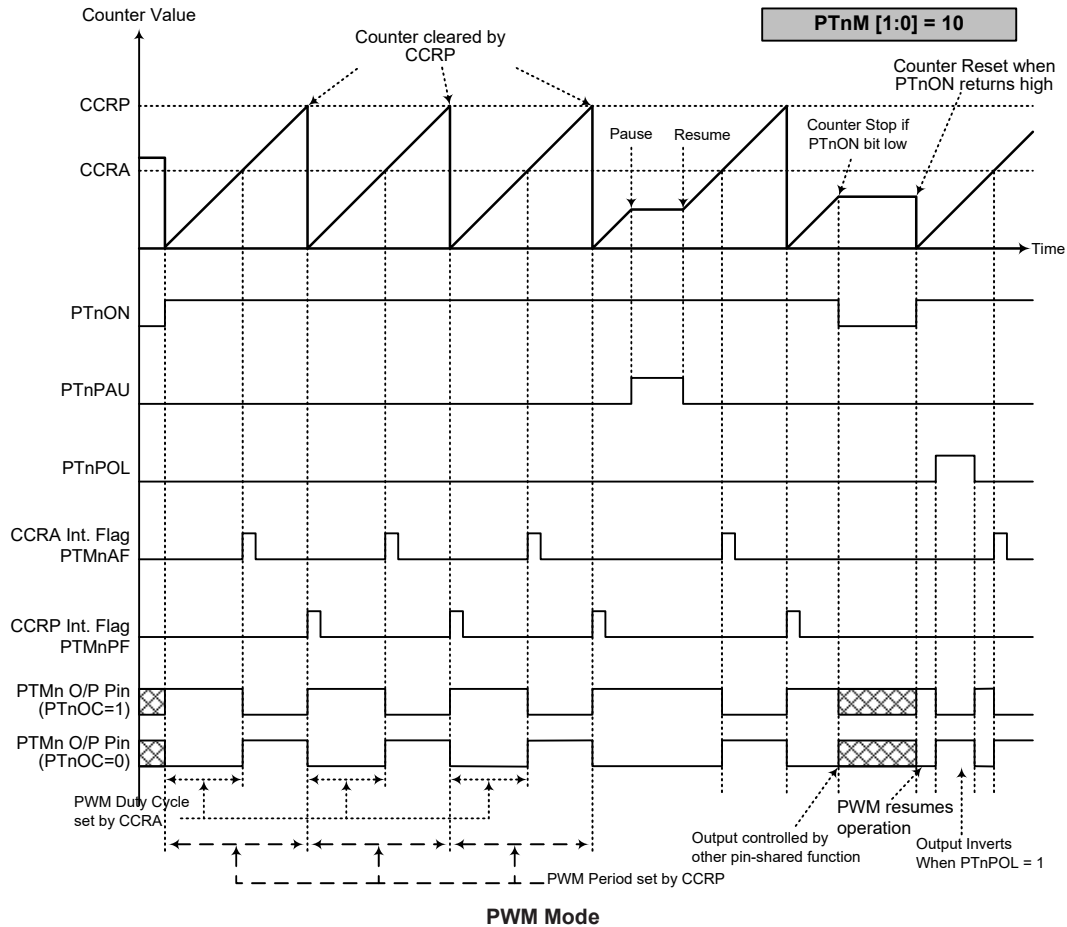 Counter Value
PTnM [1:0] = 10
Counter cleared by
CCRP
Counter Reset when
PTnON returns high
CCRP
Pause
Resume
Counter Stop if
PTnON bit low
CCRA
Time
PTnON
PTnPAU
PTnPOL
CCRA Int. Flag
PTMnAF
CCRP Int. Flag
PTMnPF
PTMn O/P Pin
(PTnOC=1)
PTMn O/P Pin
(PTnOC=0)
PWM Duty Cycle
set by CCRA
PWM resumes
operation
Output controlled by
other pin-shared function
Output Inverts
When PTnPOL = 1
PWM Period set by CCRP
PWM Mode